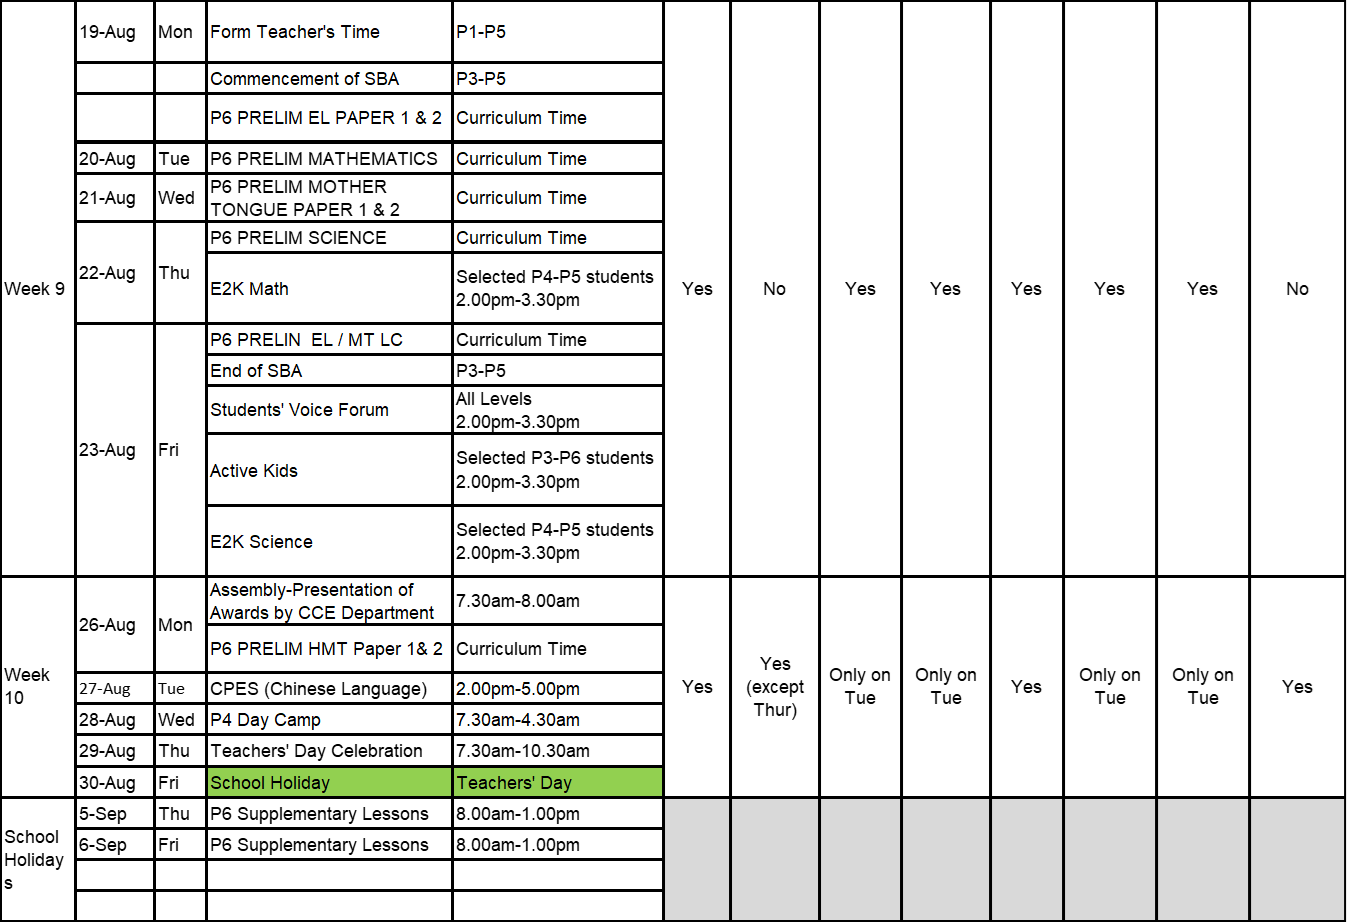 19-Aug Mon Form Teacher's Time P1-P5
Commencement of SBA P3-P5
P6 PRELIM EL PAPER 1 & 2 Curriculum Time
20-Aug Tue P6 PRELIM MATHEMATICS Curriculum Time
21-Aug Wed P6 PRELIM MOTHER
TONGUE PAPER 1 & 2 Curriculum Time
P6 PRELIM SCIENCE Curriculum Time
22-Aug Thu
E2K Math Selected P4-P5 students
2.00pm-3.30pm
Week 9 Yes No Yes Yes Yes Yes Yes No
P6 PRELIN  EL / MT LC Curriculum Time
End of SBA P3-P5
Students' Voice Forum All Levels
2.00pm-3.30pm
23-Aug Fri
Active Kids Selected P3-P6 students
2.00pm-3.30pm
E2K Science Selected P4-P5 students
2.00pm-3.30pm
Assembly-Presentation of
Awards by CCE Department 7.30am-8.00am
26-Aug Mon
P6 PRELIM HMT Paper 1& 2 Curriculum Time
Week
10
Yes
Yes
(except
Thur)
Only on
Tue
Only on
Tue
Yes
Only on
Tue
Only on
Tue
Yes
27-Aug Tue CPES (Chinese Language) 2.00pm-5.00pm
28-Aug Wed P4 Day Camp 7.30am-4.30am
29-Aug Thu Teachers' Day Celebration 7.30am-10.30am
30-Aug Fri School Holiday Teachers' Day
School
Holiday
s
5-Sep Thu P6 Supplementary Lessons 8.00am-1.00pm
6-Sep Fri P6 Supplementary Lessons 8.00am-1.00pm